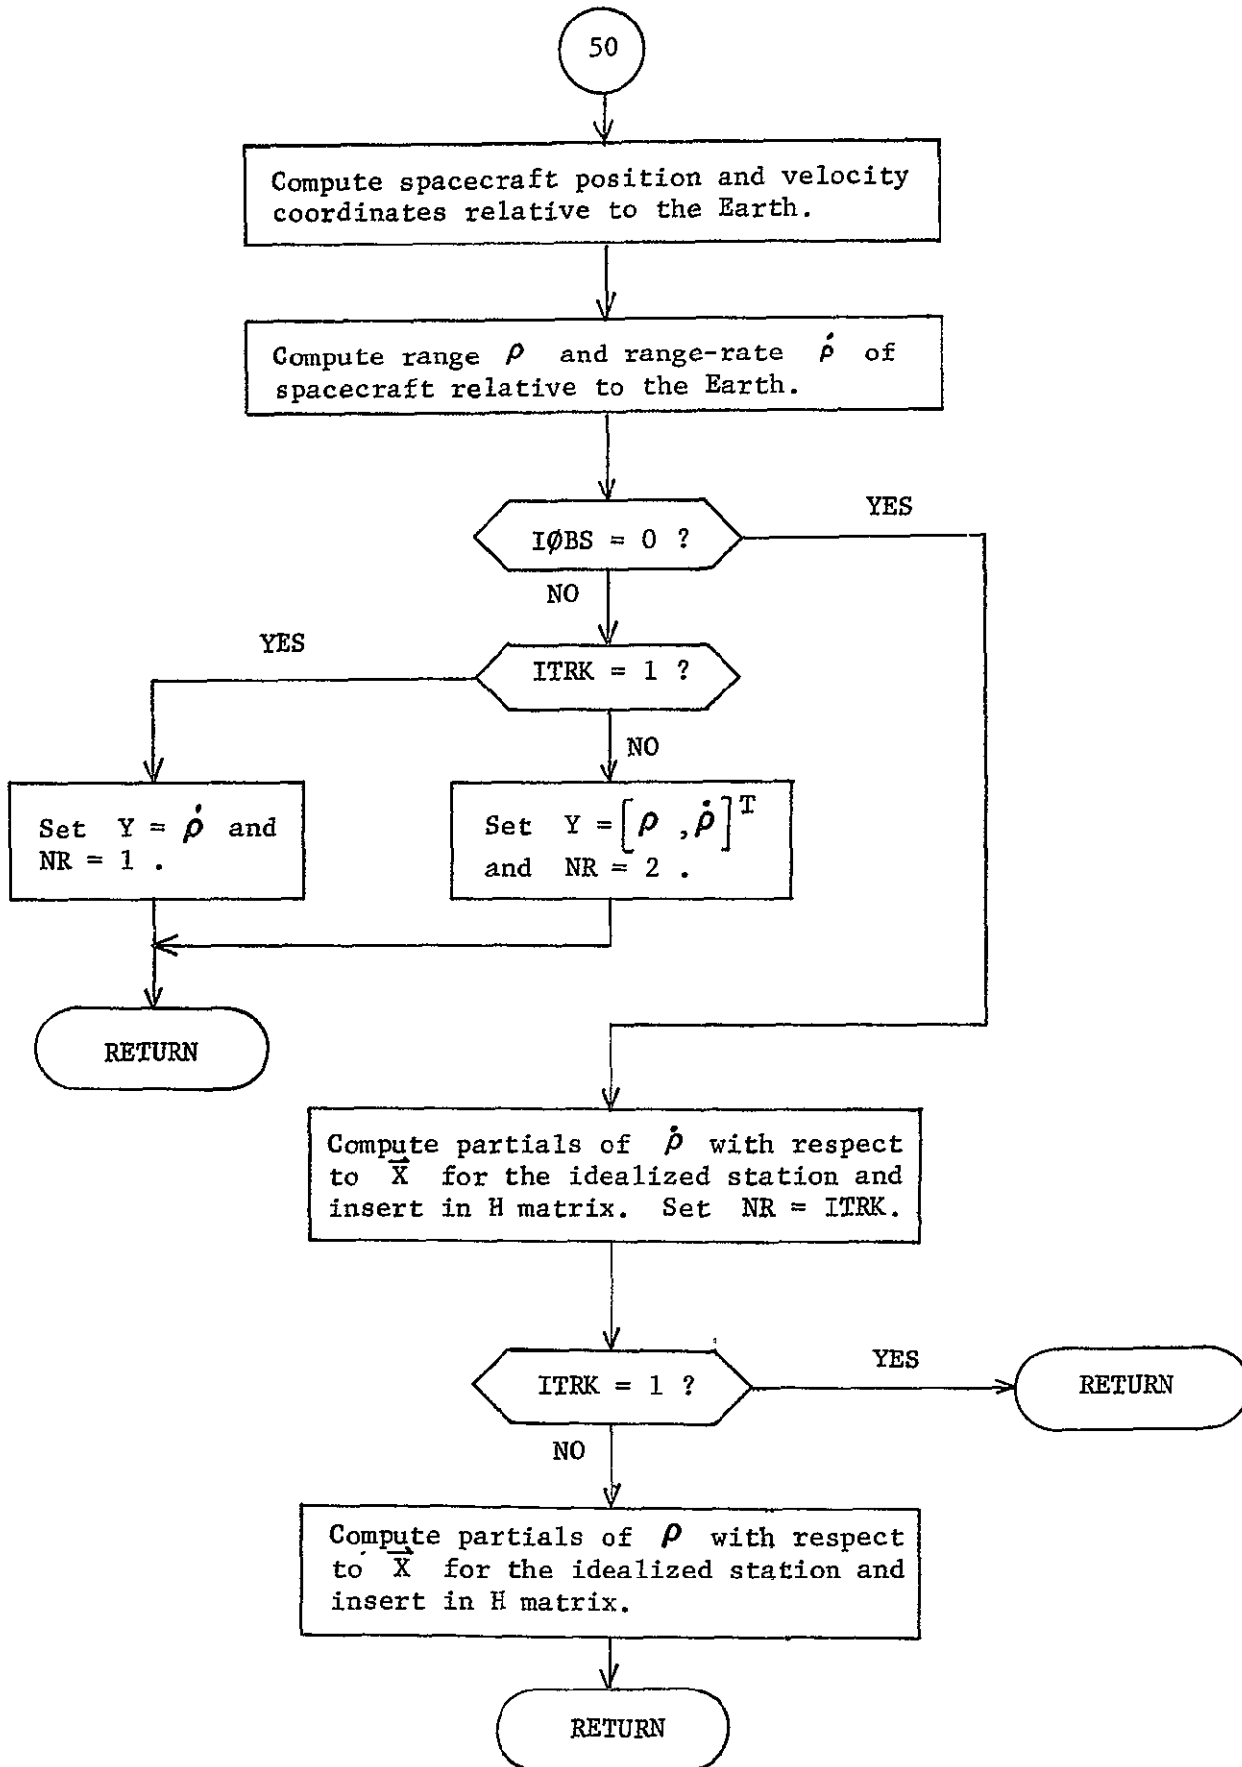 50
Compute spacecraft position and velocity
coordinates relative to the Earth.
Compute range ρ and range-rate ρ̇ of
spacecraft relative to the Earth.
IØBS = 0 ?
YES
NO
YES
ITRK = 1 ?
NO
Set Y = ρ̇ and
NR = 1 .
Set Y = [ρ , ρ̇]ᵀ
and NR = 2 .
RETURN
Compute partials of ρ̇ with respect
to X⃗ for the idealized station and
insert in H matrix. Set NR = ITRK.
ITRK = 1 ?
YES
RETURN
NO
Compute partials of ρ with respect
to X⃗ for the idealized station and
insert in H matrix.
RETURN